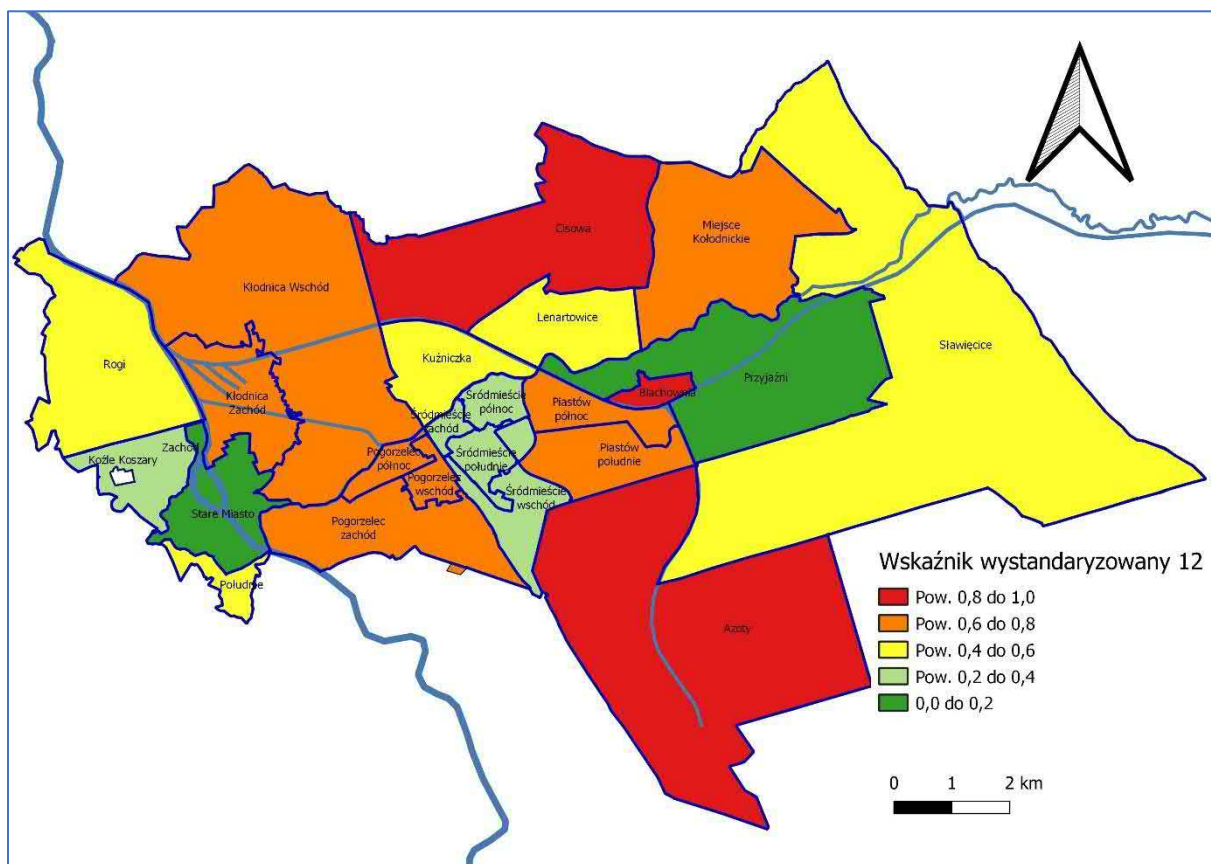 Cisowa
Miejsce
Kołodnickie
Kłodnica Wschód
Lenartowice
Sławięcice
Rogi
Kuźniczka
Przyjaźni
Blachownia
Kłodnica
Zachód
Śródmieście
północ
Piastów
północ
Śródmieście
zachód
Zachód
Koźle Koszary
Pogorzelec
północ
Śródmieście
południe
Piastów
południe
Pogorzelec
wschód
Śródmieście
wschód
Stare Miasto
Pogorzelec
zachód
Południe
Azoty
Wskaźnik wystandaryzowany 12
Pow. 0,8 do 1,0
Pow. 0,6 do 0,8
Pow. 0,4 do 0,6
Pow. 0,2 do 0,4
0,0 do 0,2
0 1 2 km